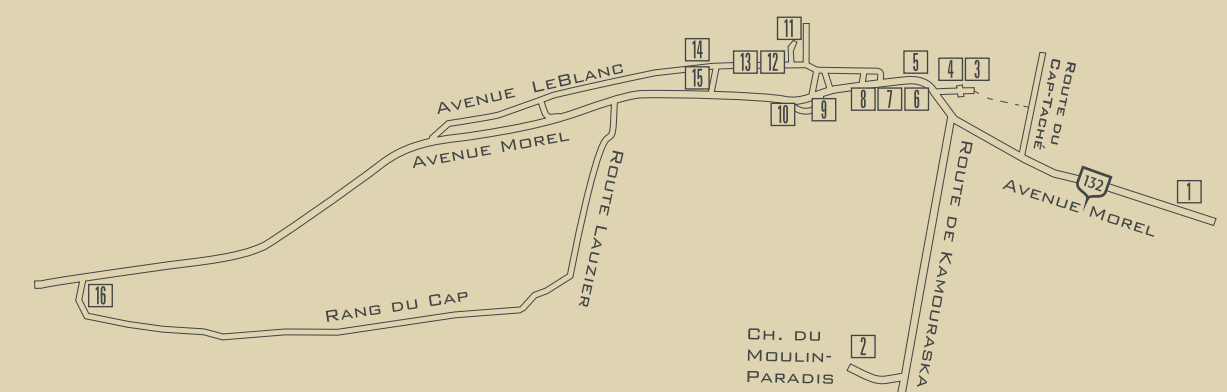 11
14
13
12
5
4
3
15
Avenue LeBlanc
Route du
Cap-Taché
8
7
6
10
9
Avenue Morel
Route Lauzier
Route de Kamouraska
132
1
Avenue Morel
16
Rang du Cap
Ch. du
Moulin-
Paradis
2